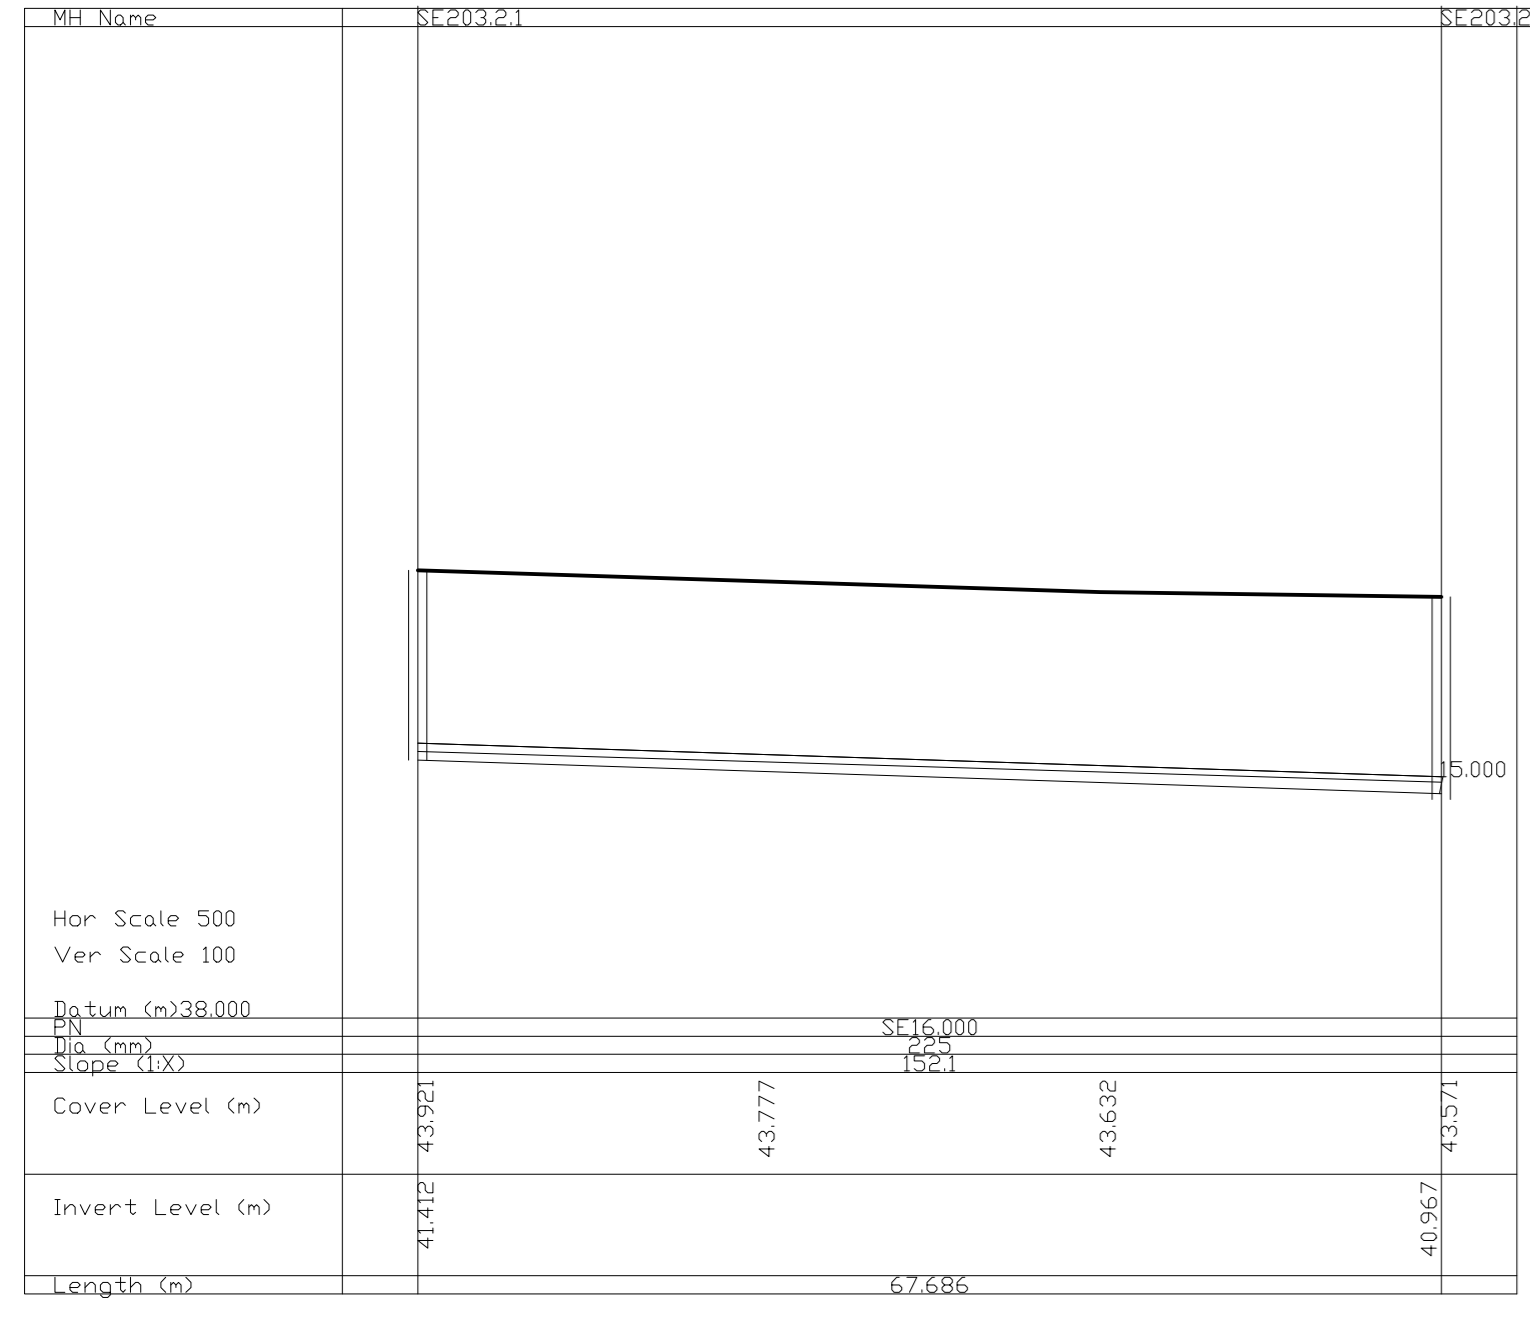 MH Name SE203.2.1 SE203.2
15.000
Hor Scale 500
Ver Scale 100
Datum (m)38.000
PN SE16.000
Dia (mm) 225
Slope (1:X) 152.1
Cover Level (m) 43.921 43.777 43.632 43.571
Invert Level (m) 41.412 40.967
Length (m) 67.686